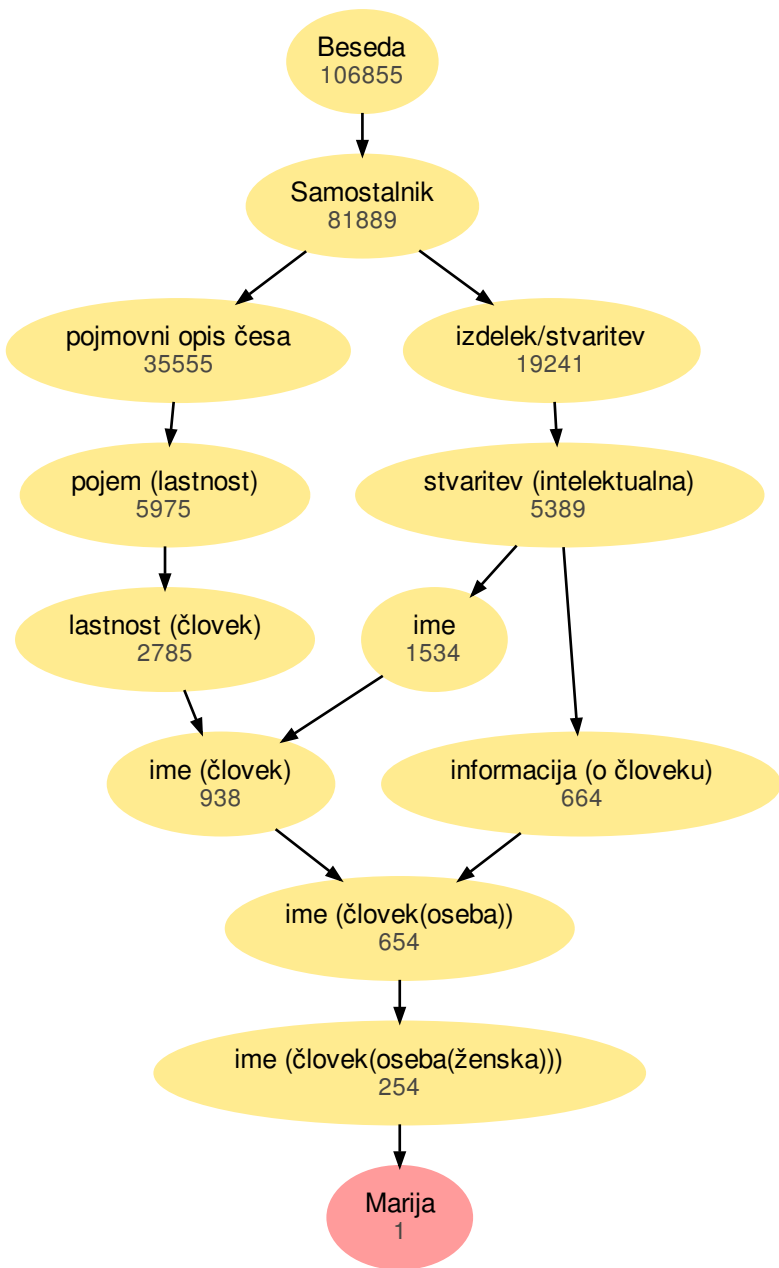 Beseda
106855
Samostalnik
81889
pojmovni opis česa
35555
izdelek/stvaritev
19241
pojem (lastnost)
5975
stvaritev (intelektualna)
5389
lastnost (človek)
2785
ime
1534
ime (človek)
938
informacija (o človeku)
664
ime (človek(oseba))
654
ime (človek(oseba(ženska)))
254
Marija
1